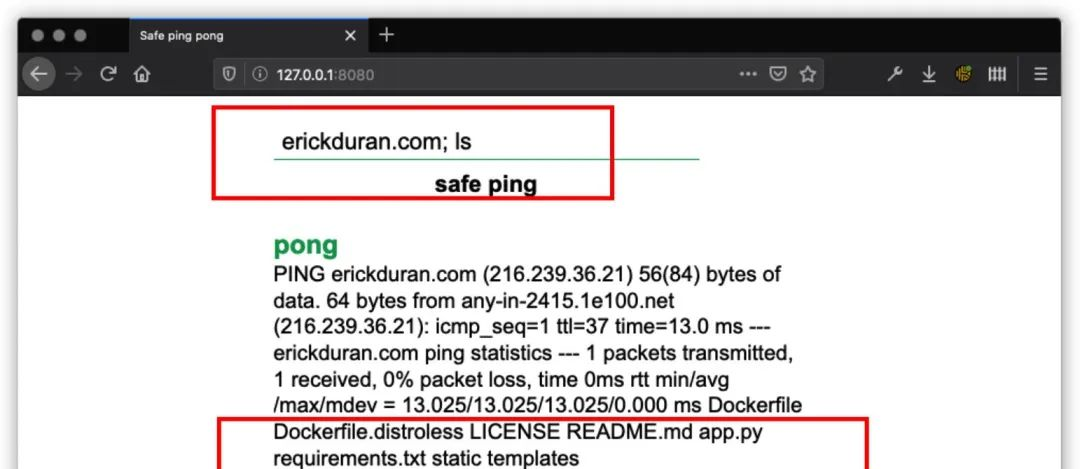 Safe ping pong
127.0.0.1:8080
erickduran.com; ls
safe ping
pong
PING erickduran.com (216.239.36.21) 56(84) bytes of
data. 64 bytes from any-in-2415.1e100.net
(216.239.36.21): icmp_seq=1 ttl=37 time=13.0 ms ---
erickduran.com ping statistics --- 1 packets transmitted,
1 received, 0% packet loss, time 0ms rtt min/avg
/max/mdev = 13.025/13.025/13.025/0.000 ms Dockerfile
Dockerfile.distroless LICENSE README.md app.py
requirements.txt static templates